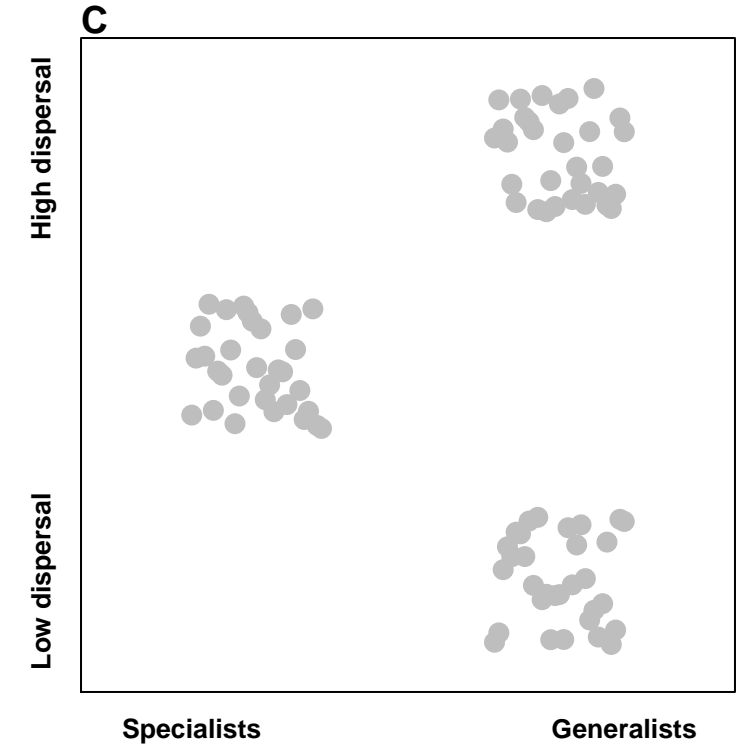 C
High dispersal
Low dispersal
Specialists
Generalists